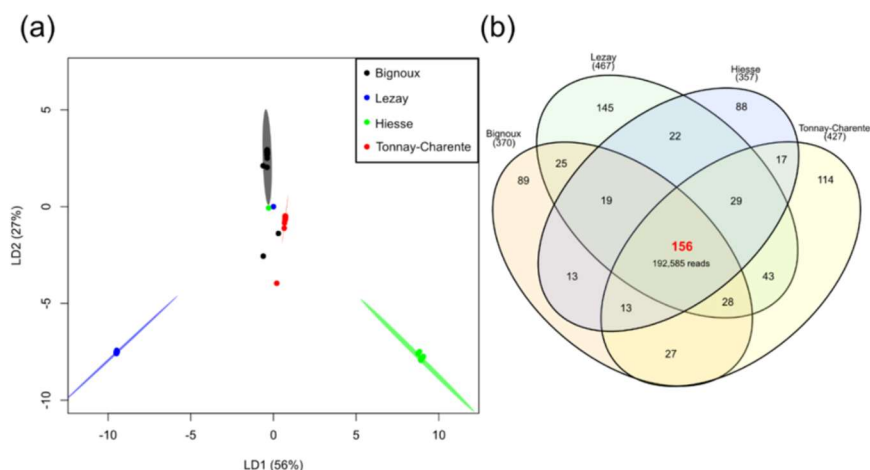 (a)
Bignoux
Lezay
Hiesse
Tonnay-Charente
5
0
-5
-10
LD2 (27%)
-10
-5
0
5
10
LD1 (56%)
(b)
Lezay
(467)
Hiesse
(357)
Bignoux
(370)
Tonnay-Charente
(427)
145
88
22
25
17
89
114
19
29
156
192,585 reads
13
43
13
28
27